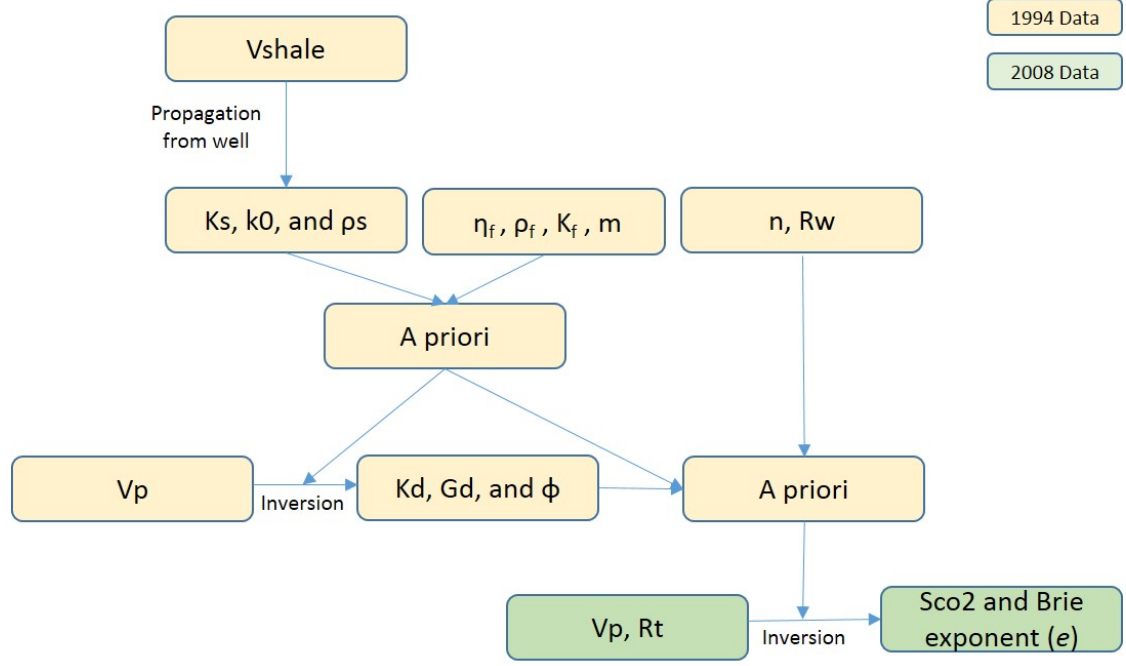 1994 Data
Vshale
2008 Data
Propagation
from well
Ks, k0, and ρs
ηf , ρf , Kf , m
n, Rw
A priori
Vp
Inversion
Kd, Gd, and ϕ
A priori
Vp, Rt
Inversion
Sco2 and Brie
exponent (e)